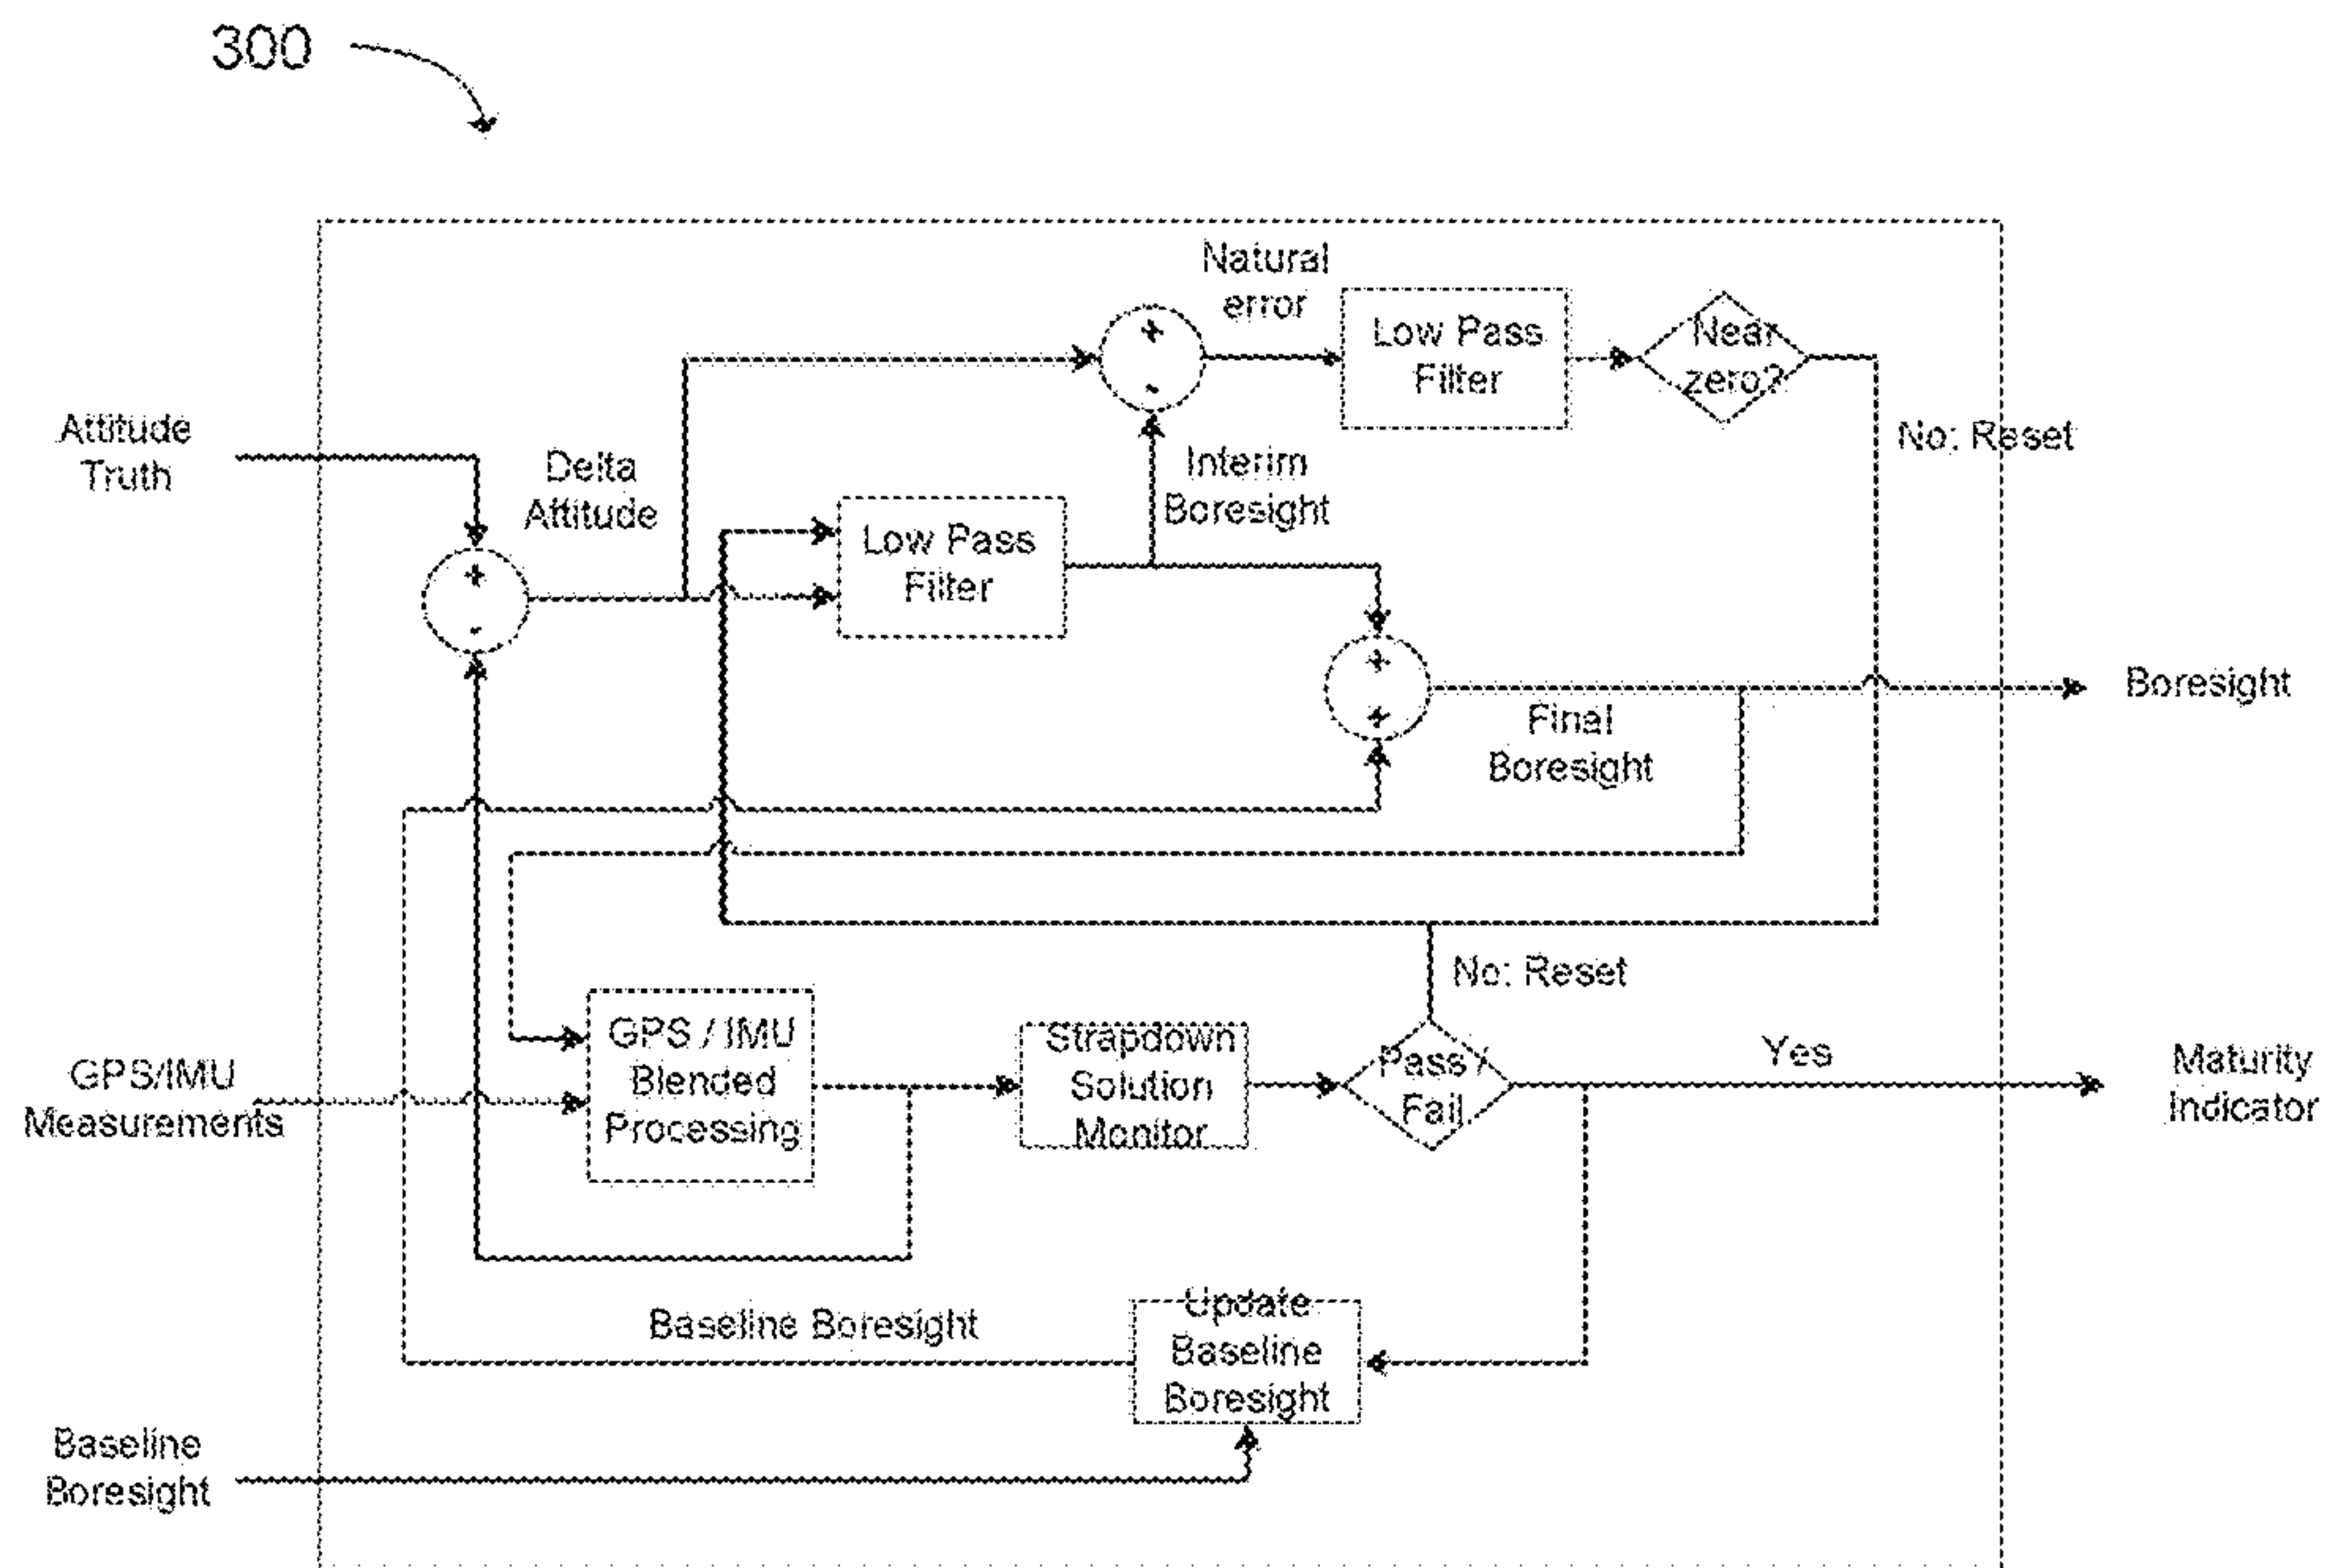 300
Natural
error
Low Pass
Filter
Near
zero?
Attitude
Truth
Delta
Attitude
No: Reset
Interim
Boresight
Low Pass
Filter
+
-
+
-
+
+
Boresight
Final
Boresight
No: Reset
GPS / IMU
Blended
Processing
Strapdown
Solution
Monitor
Pass /
Fail
Yes
GPS/IMU
Measurements
Maturity
Indicator
Baseline Boresight
Update
Baseline
Boresight
Baseline
Boresight